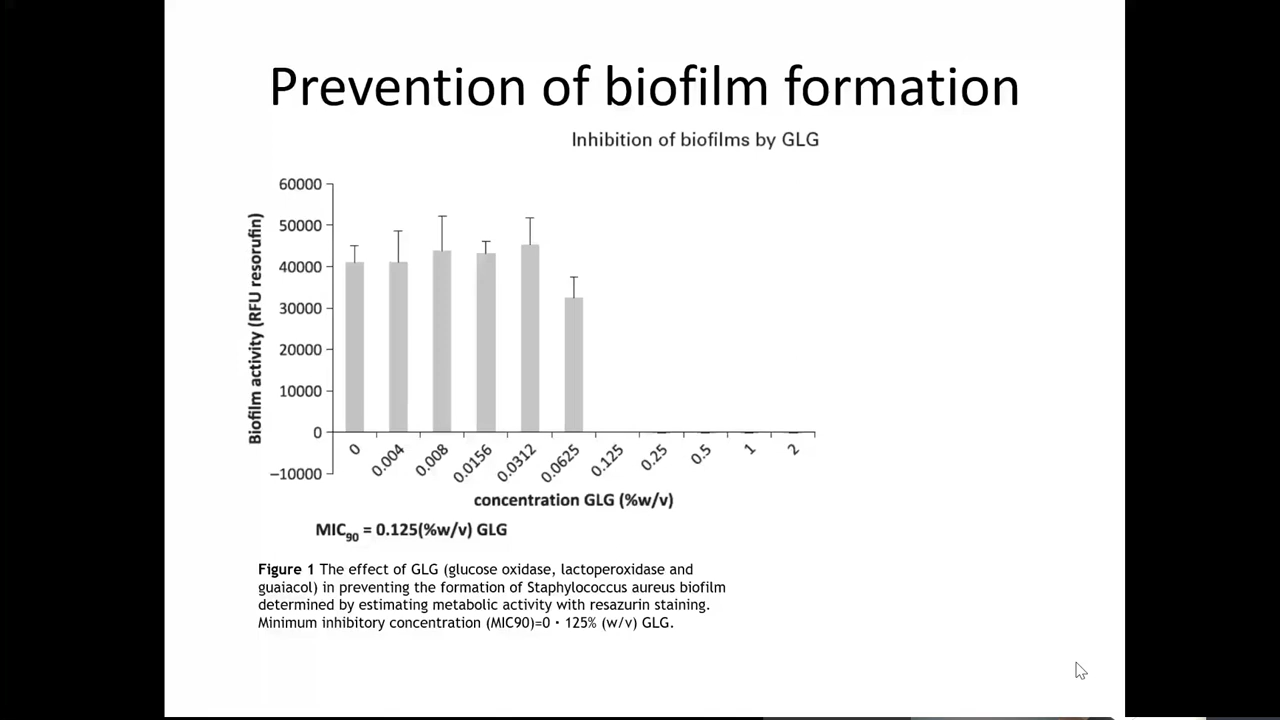 Prevention of biofilm formation
Inhibition of biofilms by GLG
60000
50000
40000
30000
20000
10000
0
–10000
Biofilm activity (RFU resorufin)
0
0.004
0.008
0.0156
0.0312
0.0625
0.125
0.25
0.5
1
2
concentration GLG (%w/v)
MIC90 = 0.125(%w/v) GLG
Figure 1 The effect of GLG (glucose oxidase, lactoperoxidase and
guaiacol) in preventing the formation of Staphylococcus aureus biofilm
determined by estimating metabolic activity with resazurin staining.
Minimum inhibitory concentration (MIC90)=0 · 125% (w/v) GLG.